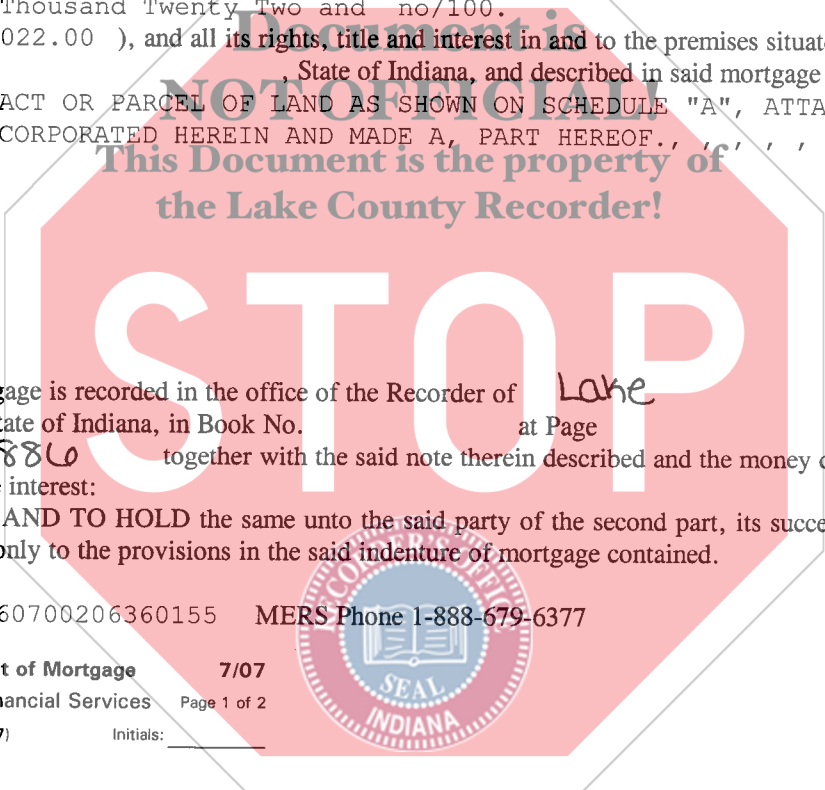 Thousand Twenty Two and no/100.
Document is
022.00 ), and all its rights, title and interest in and to the premises situat
, State of Indiana, and described in said mortgage
NOT OFFICIAL!
ACT OR PARCEL OF LAND AS SHOWN ON SCHEDULE "A", ATTA
CORPORATED HEREIN AND MADE A, PART HEREOF., , , , ,
This Document is the property of
the Lake County Recorder!
STOP
gage is recorded in the office of the Recorder of Lake
tate of Indiana, in Book No. at Page
886 together with the said note therein described and the money
interest:
AND TO HOLD the same unto the said party of the second part, its succe
only to the provisions in the said indenture of mortgage contained.
60700206360155 MERS Phone 1-888-679-6377
RECORDER'S OFFIC
SEAL
INDIANA
t of Mortgage 7/07
ancial Services Page 1 of 2
7) Initials: